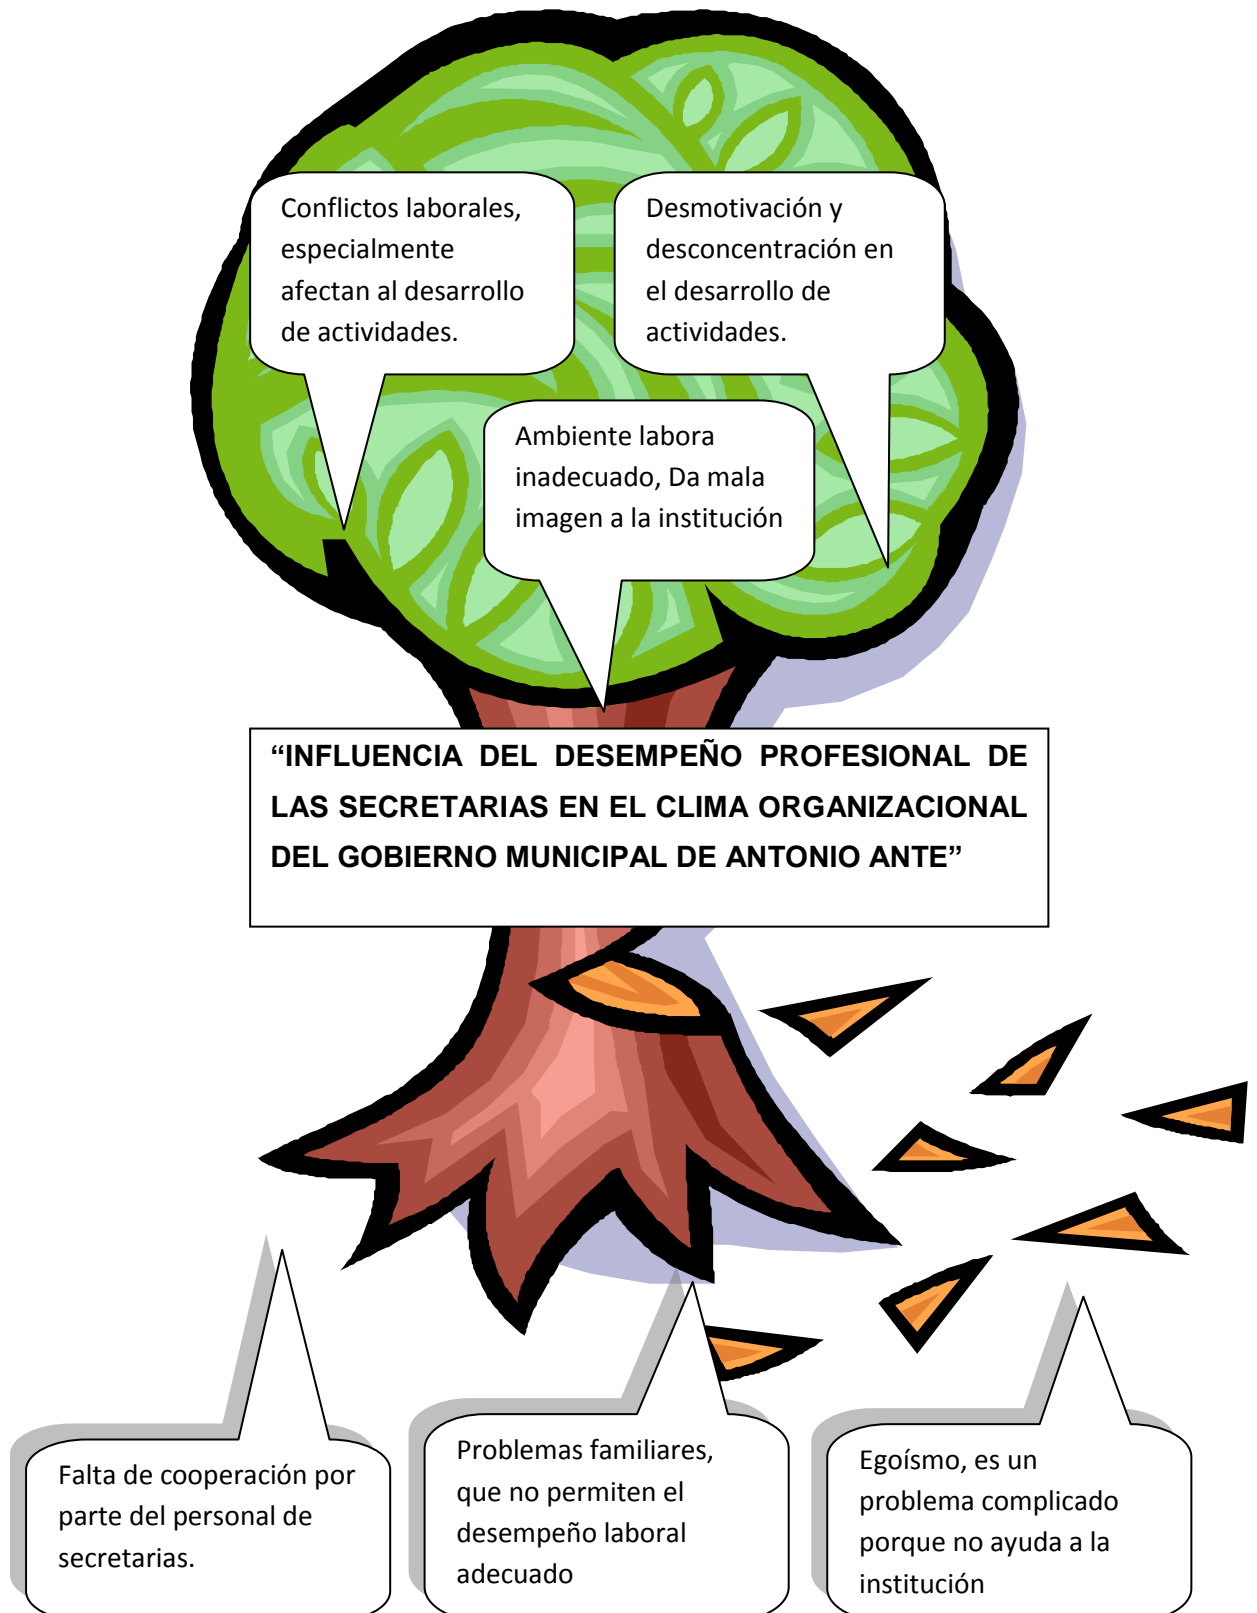 Conflictos laborales,
especialmente
afectan al desarrollo
de actividades.
Desmotivación y
desconcentración en
el desarrollo de
actividades.
Ambiente labora
inadecuado, Da mala
imagen a la institución
“INFLUENCIA DEL DESEMPEÑO PROFESIONAL DE
LAS SECRETARIAS EN EL CLIMA ORGANIZACIONAL
DEL GOBIERNO MUNICIPAL DE ANTONIO ANTE”
Falta de cooperación por
parte del personal de
secretarias.
Problemas familiares,
que no permiten el
desempeño laboral
adecuado
Egoísmo, es un
problema complicado
porque no ayuda a la
institución